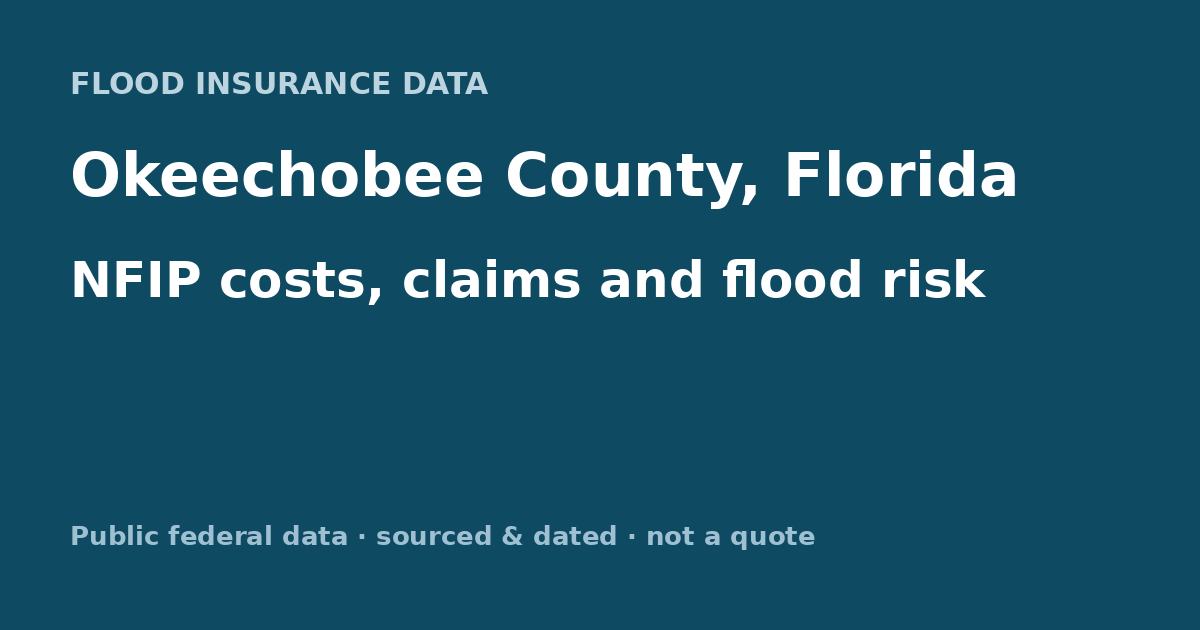 FLOOD INSURANCE DATA
Okeechobee County, Florida
NFIP costs, claims and flood risk
Public federal data · sourced & dated · not a quote